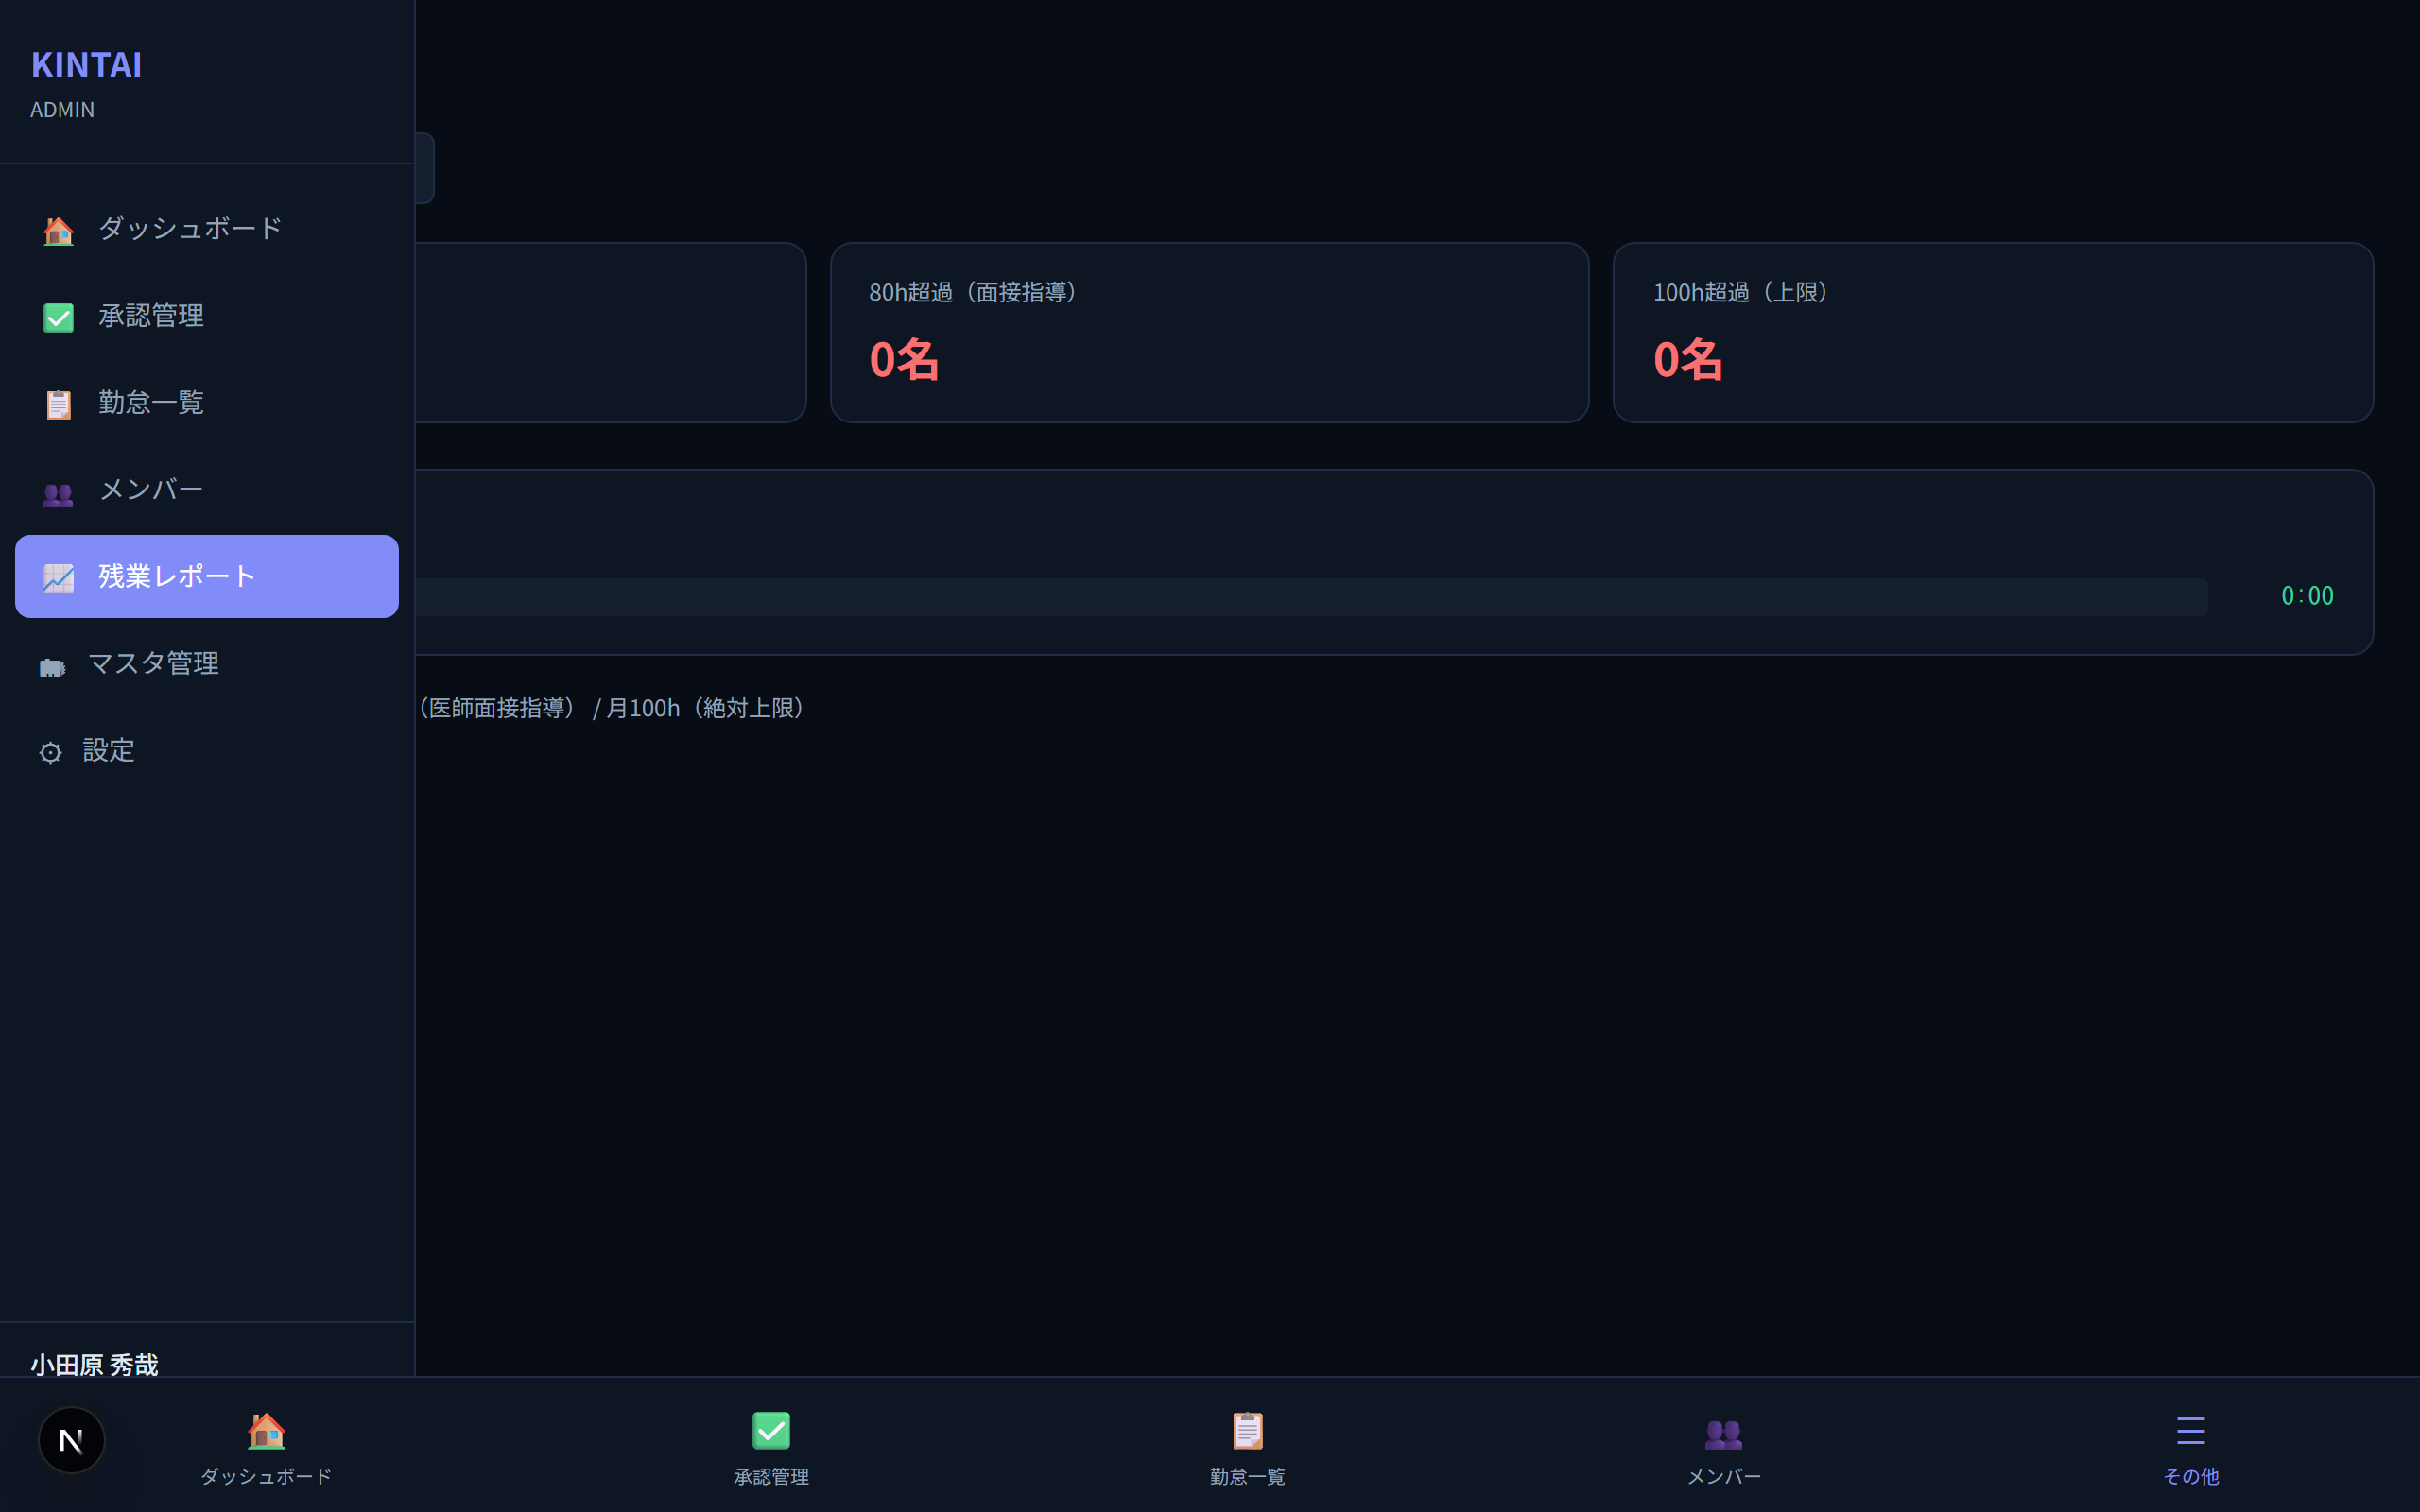 KINTAI
ADMIN
ダッシュボード
承認管理
勤怠一覧
メンバー
残業レポート
マスタ管理
設定
小田原 秀哉
80h超過（面接指導）
0名
100h超過（上限）
0名
0:00
（医師面接指導） / 月100h（絶対上限）
N
ダッシュボード
承認管理
勤怠一覧
メンバー
その他